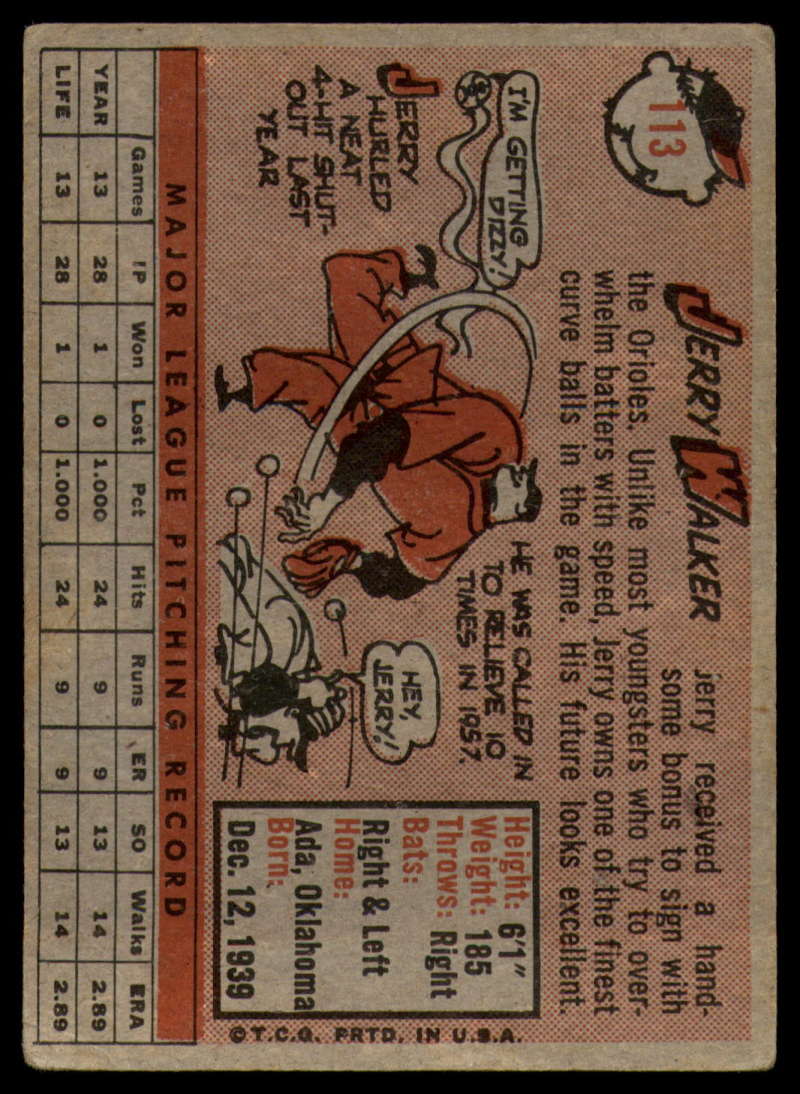 113
JERRY WALKER
Jerry received a hand-
some bonus to sign with
the Orioles. Unlike most youngsters who try to over-
whelm batters with speed, Jerry owns one of the finest
curve balls in the game. His future looks excellent.
JERRY
HURLED
A NEAT
4-HIT SHUT-
OUT LAST
YEAR
I'M GETTING
DIZZY!
HE WAS CALLED IN
TO RELIEVE 10
TIMES IN 1957.
HEY,
JERRY!
Height: 6'1"
Weight: 185
Throws: Right
Bats:
Right & Left
Home:
Ada, Oklahoma
Born:
Dec. 12, 1939
MAJOR LEAGUE PITCHING RECORD
Games IP Won Lost Pct Hits Runs ER SO Walks ERA
YEAR 13 28 1 0 1.000 24 9 9 13 14 2.89
LIFE 13 28 1 0 1.000 24 9 9 13 14 2.89
©T.C.G. PRTD. IN U.S.A.